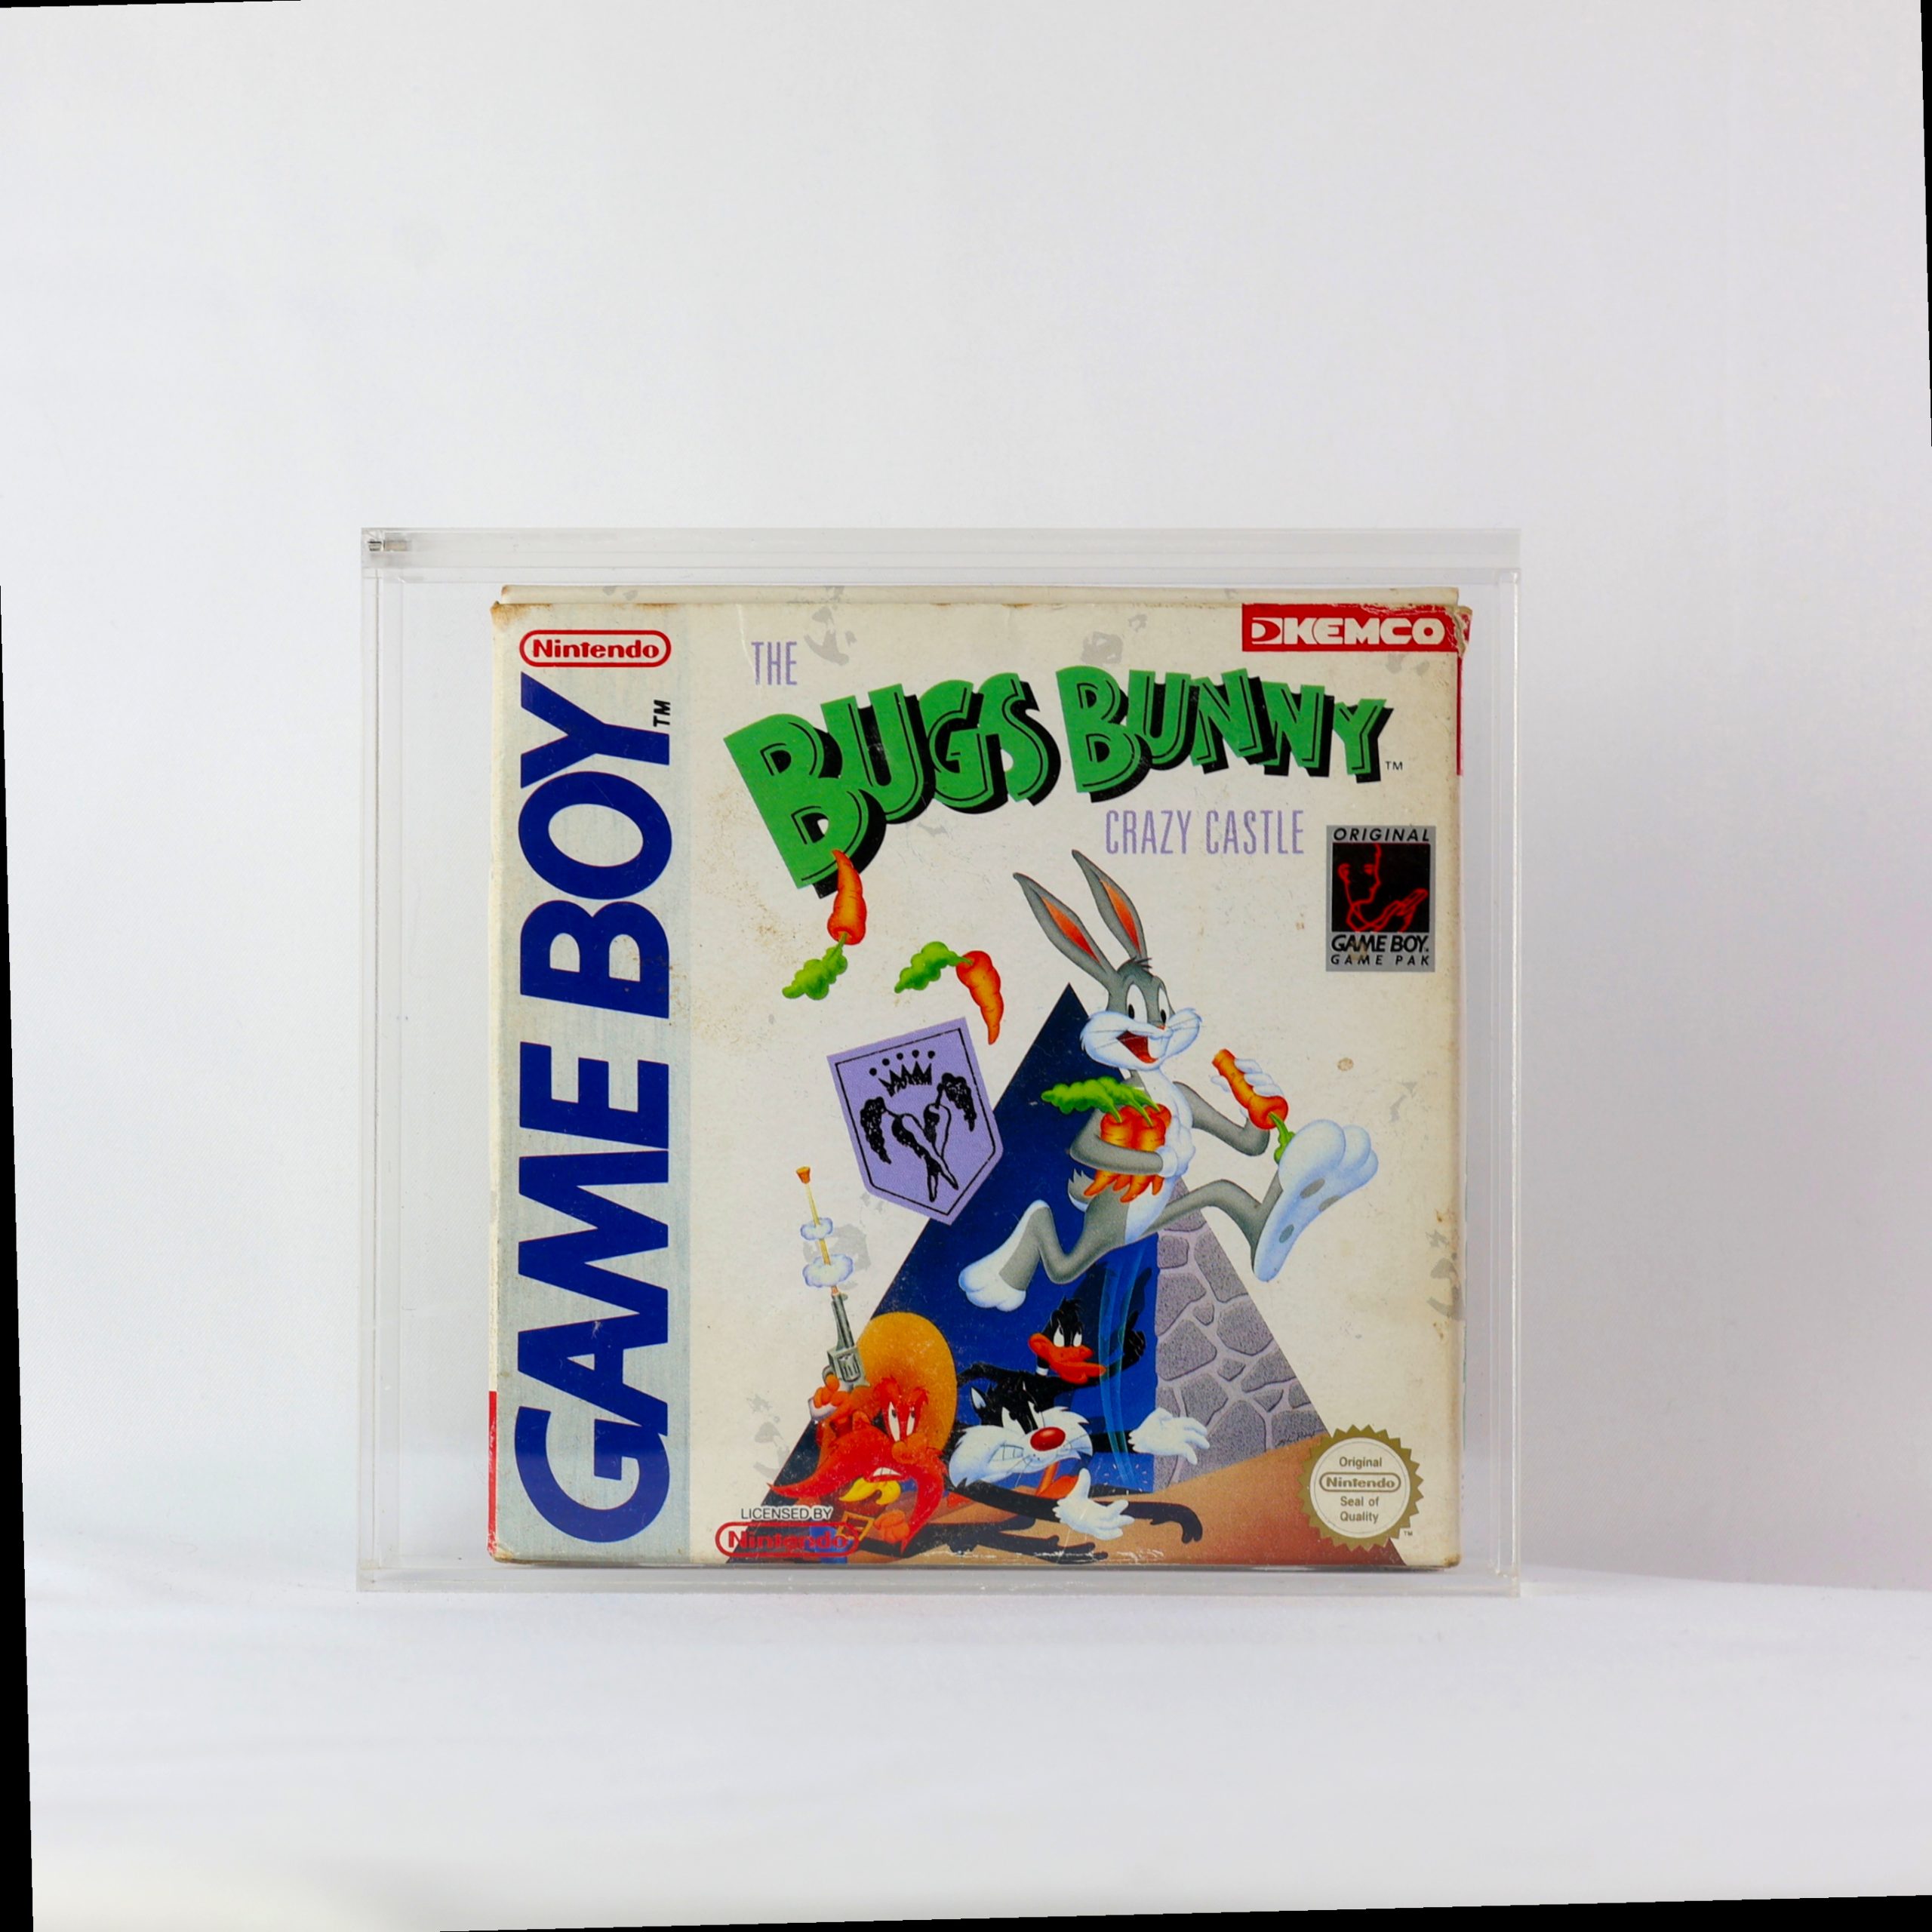 Nintendo
GAME BOY™
KEMCO
THE
BUGS BUNNY™
CRAZY CASTLE
ORIGINAL
GAME BOY.
GAME PAK
LICENSED BY
Nintendo
Original
Nintendo
Seal of
Quality
™